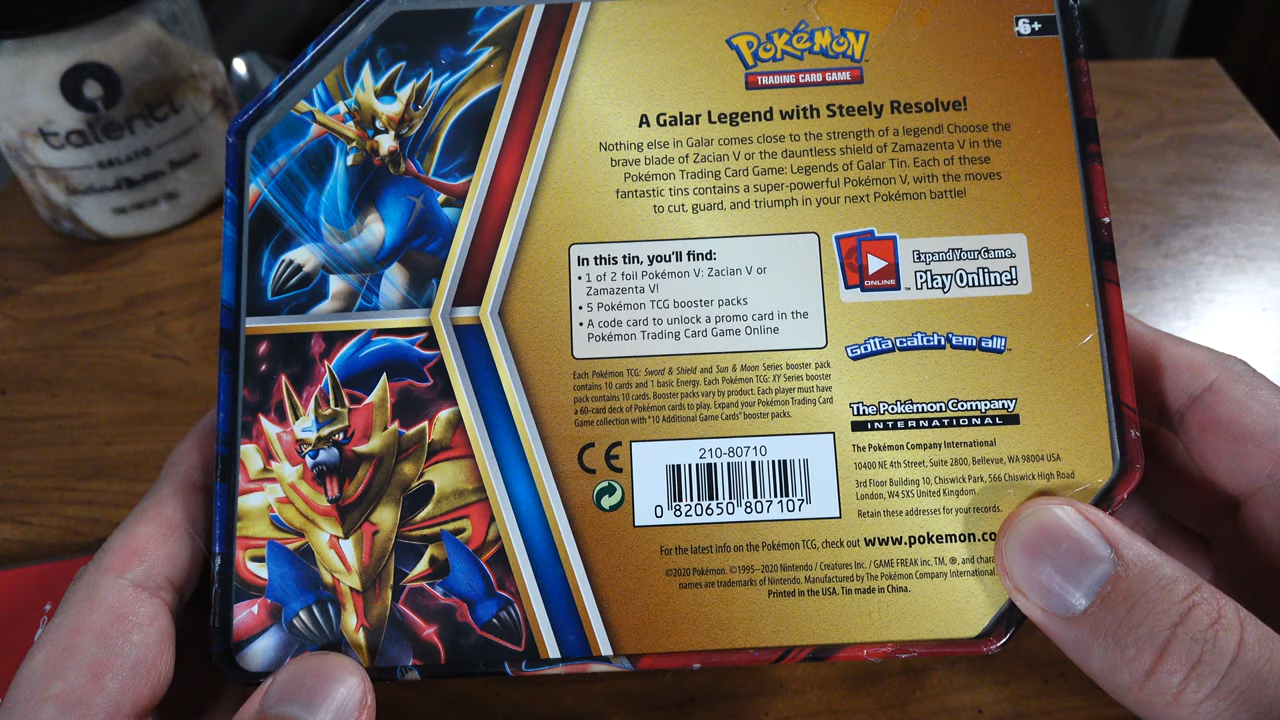 talenti
GELATO
6+
POKéMON
TRADING CARD GAME
A Galar Legend with Steely Resolve!
Nothing else in Galar comes close to the strength of a legend! Choose the
brave blade of Zacian V or the dauntless shield of Zamazenta V in the
Pokémon Trading Card Game: Legends of Galar Tin. Each of these
fantastic tins contains a super-powerful Pokémon V, with the moves
to cut, guard, and triumph in your next Pokémon battle!
In this tin, you'll find:
• 1 of 2 foil Pokémon V: Zacian V or
Zamazenta V!
• 5 Pokémon TCG booster packs
• A code card to unlock a promo card in the
Pokémon Trading Card Game Online
ONLINE
™
Expand Your Game.
Play Online!
Gotta catch 'em all!™
Each Pokémon TCG: Sword & Shield and Sun & Moon Series booster pack
contains 10 cards and 1 basic Energy. Each Pokémon TCG: XY Series booster
pack contains 10 cards. Booster packs vary by product. Each player must have
a 60-card deck of Pokémon cards to play. Expand your Pokémon Trading Card
Game collection with "10 Additional Game Cards" booster packs.
The Pokémon Company
INTERNATIONAL
The Pokémon Company International
10400 NE 4th Street, Suite 2800, Bellevue, WA 98004 USA
3rd Floor Building 10, Chiswick Park, 566 Chiswick High Road
London, W4 5XS United Kingdom
Retain these addresses for your records.
CE
210-80710
0 820650 807107
For the latest info on the Pokémon TCG, check out www.pokemon.co
©2020 Pokémon. ©1995–2020 Nintendo / Creatures Inc. / GAME FREAK inc. TM, ®, and chara
names are trademarks of Nintendo. Manufactured by The Pokémon Company International.
Printed in the USA. Tin made in China.